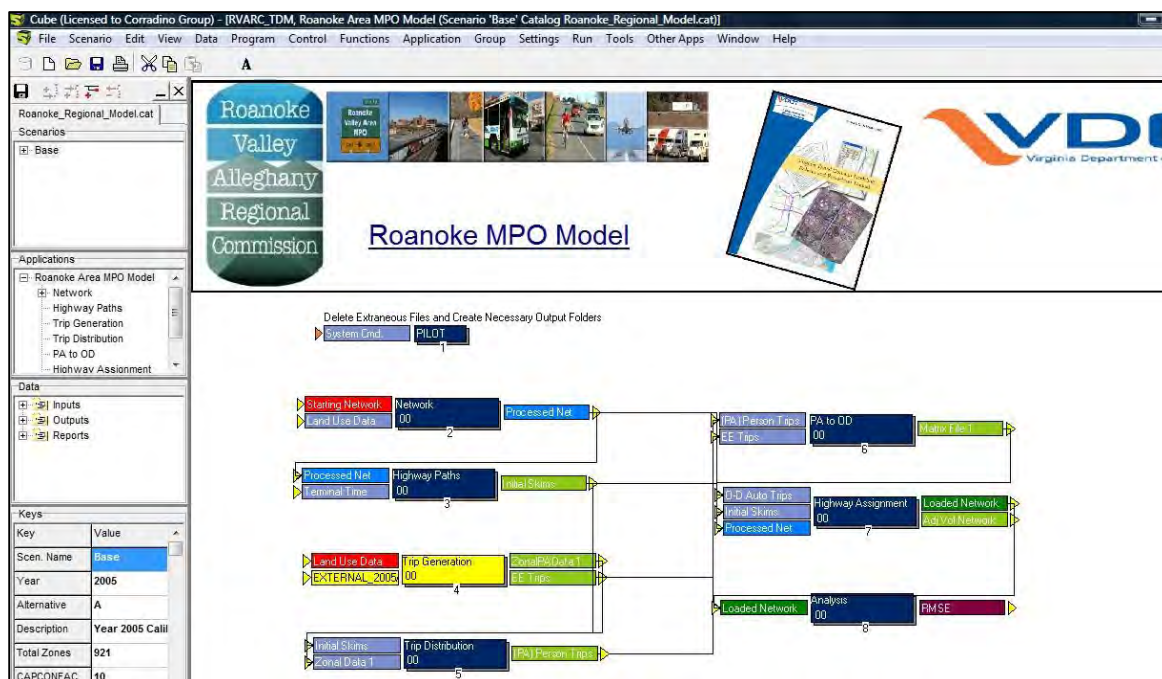 Cube (Licensed to Corradino Group) - [RVARC_TDM, Roanoke Area MPO Model (Scenario 'Base' Catalog Roanoke_Regional_Model.cat)]
File Scenario Edit View Data Program Control Functions Application Group Settings Run Tools Other Apps Window Help
A
Roanoke_Regional_Model.cat
Scenarios
Base
Applications
Roanoke Area MPO Model
Network
Highway Paths
Trip Generation
Trip Distribution
PA to OD
Highway Assignment
Data
Inputs
Outputs
Reports
Keys
Key Value
Scen. Name Base
Year 2005
Alternative A
Description Year 2005 Cali
Total Zones 921
CAPCONFAC 10
Roanoke
Valley
Alleghany
Regional
Commission
Roanoke
Valley Area
MPO
Roanoke MPO Model
VD
Virginia Department
Delete Extraneous Files and Create Necessary Output Folders
System Cmd. PILOT
1
Starting Network Network Processed Net
Land Use Data 00
2
Processed Net Highway Paths Initial Skims
Terminal Time 00
3
Land Use Data Trip Generation ZonalPAData 1
EXTERNAL_2005 00 EE Trips
4
Initial Skims Trip Distribution [PA]Person Trips
Zonal Data 1 00
5
[PA]Person Trips PA to OD Matrix File 1
EE Trips 00
6
O-D Auto Trips Highway Assignment Loaded Network
Initial Skims 00 Adj Vol Network
Processed Net
7
Loaded Network Analysis RMSE
00
8